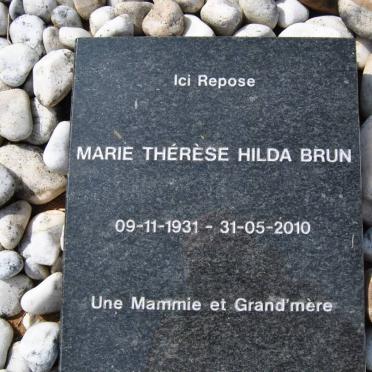 Ici Repose
MARIE THÉRÈSE HILDA BRUN
09-11-1931 - 31-05-2010
Une Mammie et Grand'mère